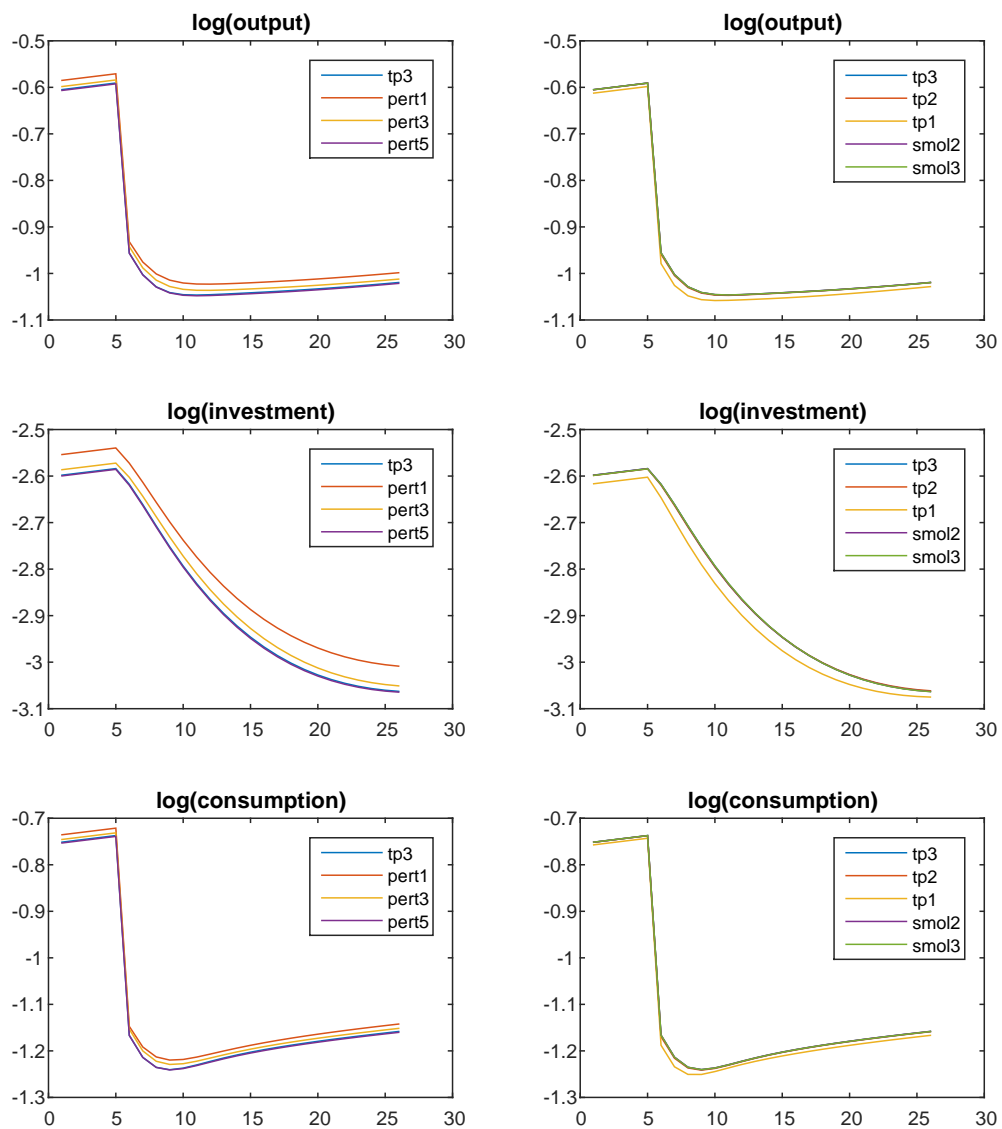 log(output)
-0.5
-0.6
-0.7
-0.8
-0.9
-1
-1.1
0 5 10 15 20 25 30
tp3
pert1
pert3
pert5
log(output)
-0.5
-0.6
-0.7
-0.8
-0.9
-1
-1.1
0 5 10 15 20 25 30
tp3
tp2
tp1
smol2
smol3
log(investment)
-2.5
-2.6
-2.7
-2.8
-2.9
-3
-3.1
0 5 10 15 20 25 30
tp3
pert1
pert3
pert5
log(investment)
-2.5
-2.6
-2.7
-2.8
-2.9
-3
-3.1
0 5 10 15 20 25 30
tp3
tp2
tp1
smol2
smol3
log(consumption)
-0.7
-0.8
-0.9
-1
-1.1
-1.2
-1.3
0 5 10 15 20 25 30
tp3
pert1
pert3
pert5
log(consumption)
-0.7
-0.8
-0.9
-1
-1.1
-1.2
-1.3
0 5 10 15 20 25 30
tp3
tp2
tp1
smol2
smol3